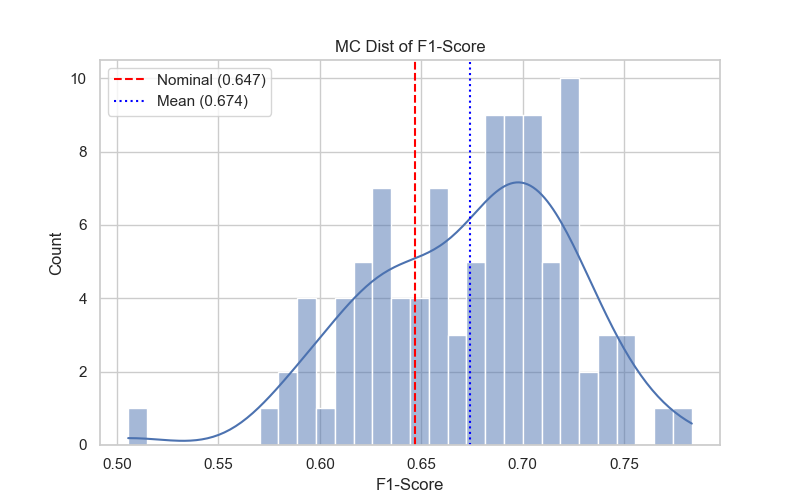 MC Dist of F1-Score
Nominal (0.647)
Mean (0.674)
Count
10
8
6
4
2
0
0.50 0.55 0.60 0.65 0.70 0.75
F1-Score